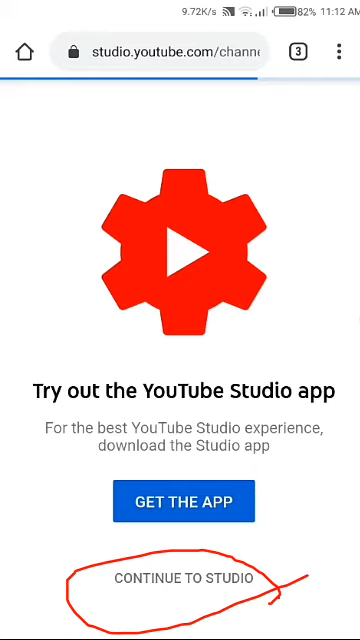 9.72K/s 82% 11:12 AM
studio.youtube.com/channe
3
Try out the YouTube Studio app
For the best YouTube Studio experience,
download the Studio app
GET THE APP
CONTINUE TO STUDIO